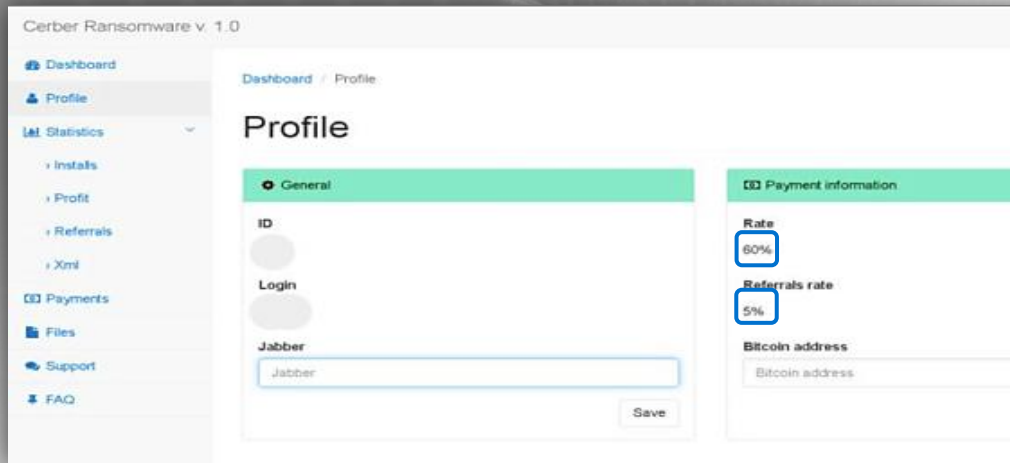 Cerber Ransomware v. 1.0
Dashboard
Profile
Statistics
› Installs
› Profit
› Referrals
› Xml
Payments
Files
Support
FAQ
Dashboard / Profile
Profile
General
ID
Login
Jabber
Jabber
Save
Payment information
Rate
60%
Referrals rate
5%
Bitcoin address
Bitcoin address